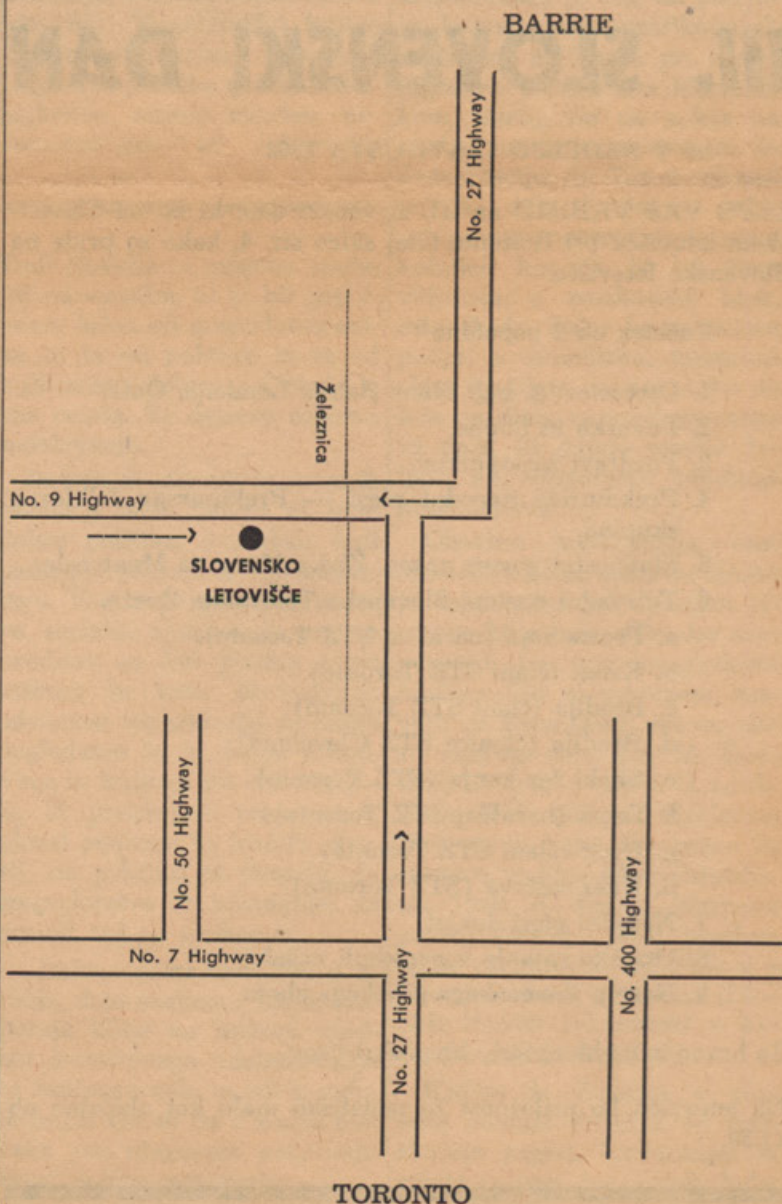 BARRIE
No. 27 Highway
Železnica
No. 9 Highway
SLOVENSKO
LETOVIŠČE
No. 50 Highway
No. 7 Highway
No. 27 Highway
No. 400 Highway
TORONTO